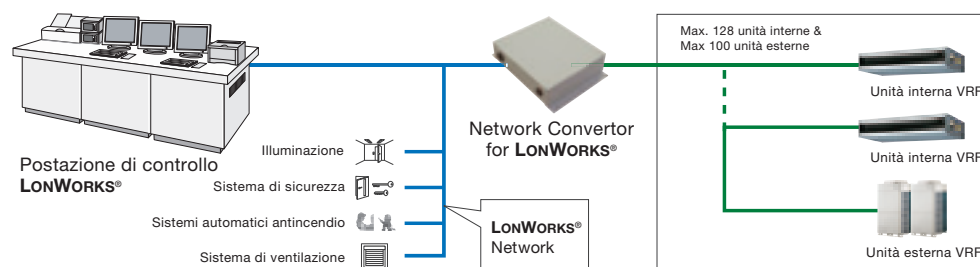 Max. 128 unità interne &
Max 100 unità esterne
Unità interna VRF
Network Convertor
for LONWORKS®
Postazione di controllo
LONWORKS®
Illuminazione
Unità interna VRF
Sistema di sicurezza
Sistemi automatici antincendio
LONWORKS®
Network
Sistema di ventilazione
Unità esterna VRF